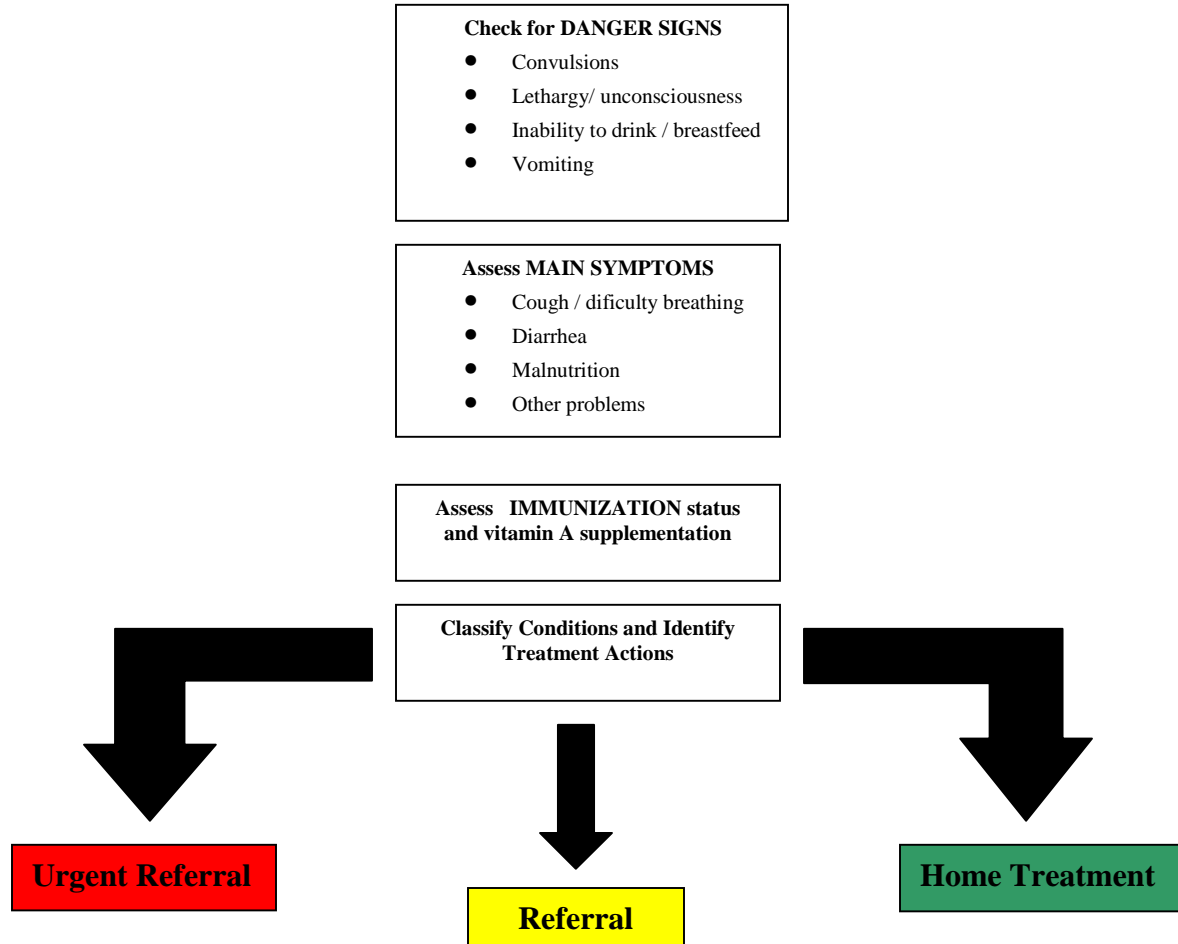 Check for DANGER SIGNS
● Convulsions
● Lethargy/ unconsciousness
● Inability to drink / breastfeed
● Vomiting
Assess MAIN SYMPTOMS
● Cough / dificulty breathing
● Diarrhea
● Malnutrition
● Other problems
Assess IMMUNIZATION status
and vitamin A supplementation
Classify Conditions and Identify
Treatment Actions
Urgent Referral
Referral
Home Treatment